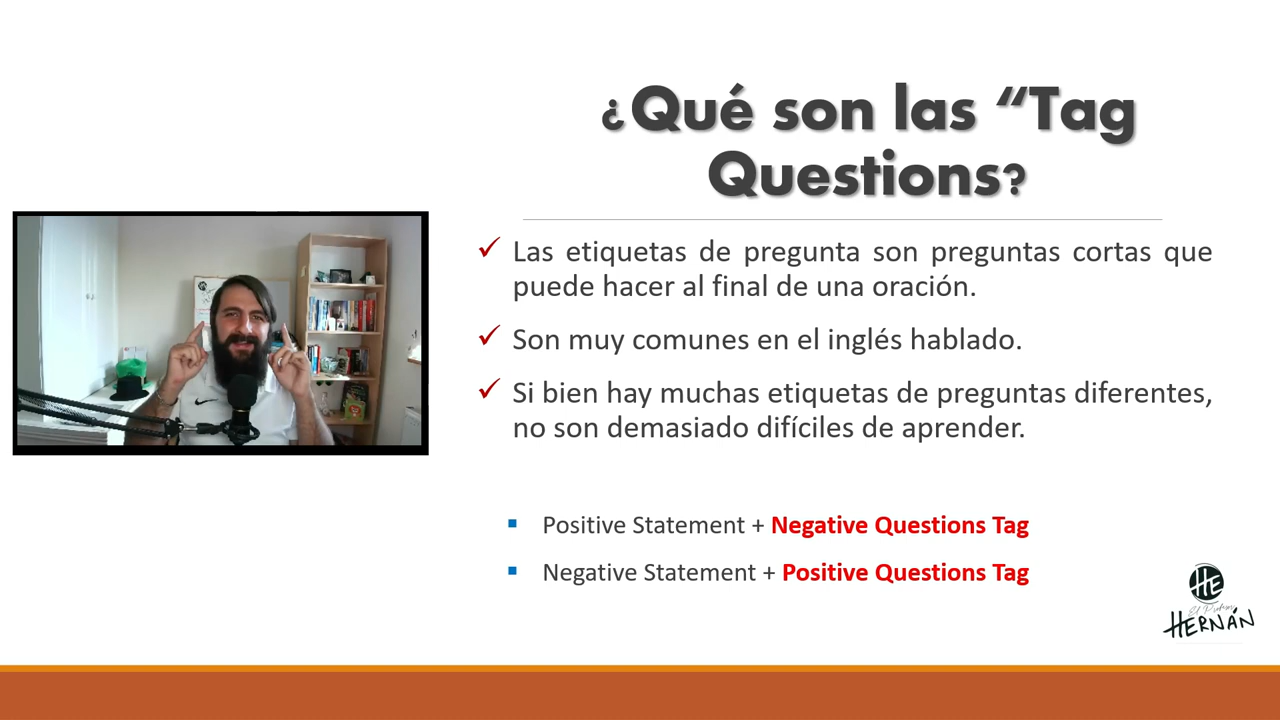 ¿Qué son las “Tag
Questions?
Las etiquetas de pregunta son preguntas cortas que
puede hacer al final de una oración.
Son muy comunes en el inglés hablado.
Si bien hay muchas etiquetas de preguntas diferentes,
no son demasiado difíciles de aprender.
Positive Statement + Negative Questions Tag
Negative Statement + Positive Questions Tag
HE
El Profesor
HERNÁN